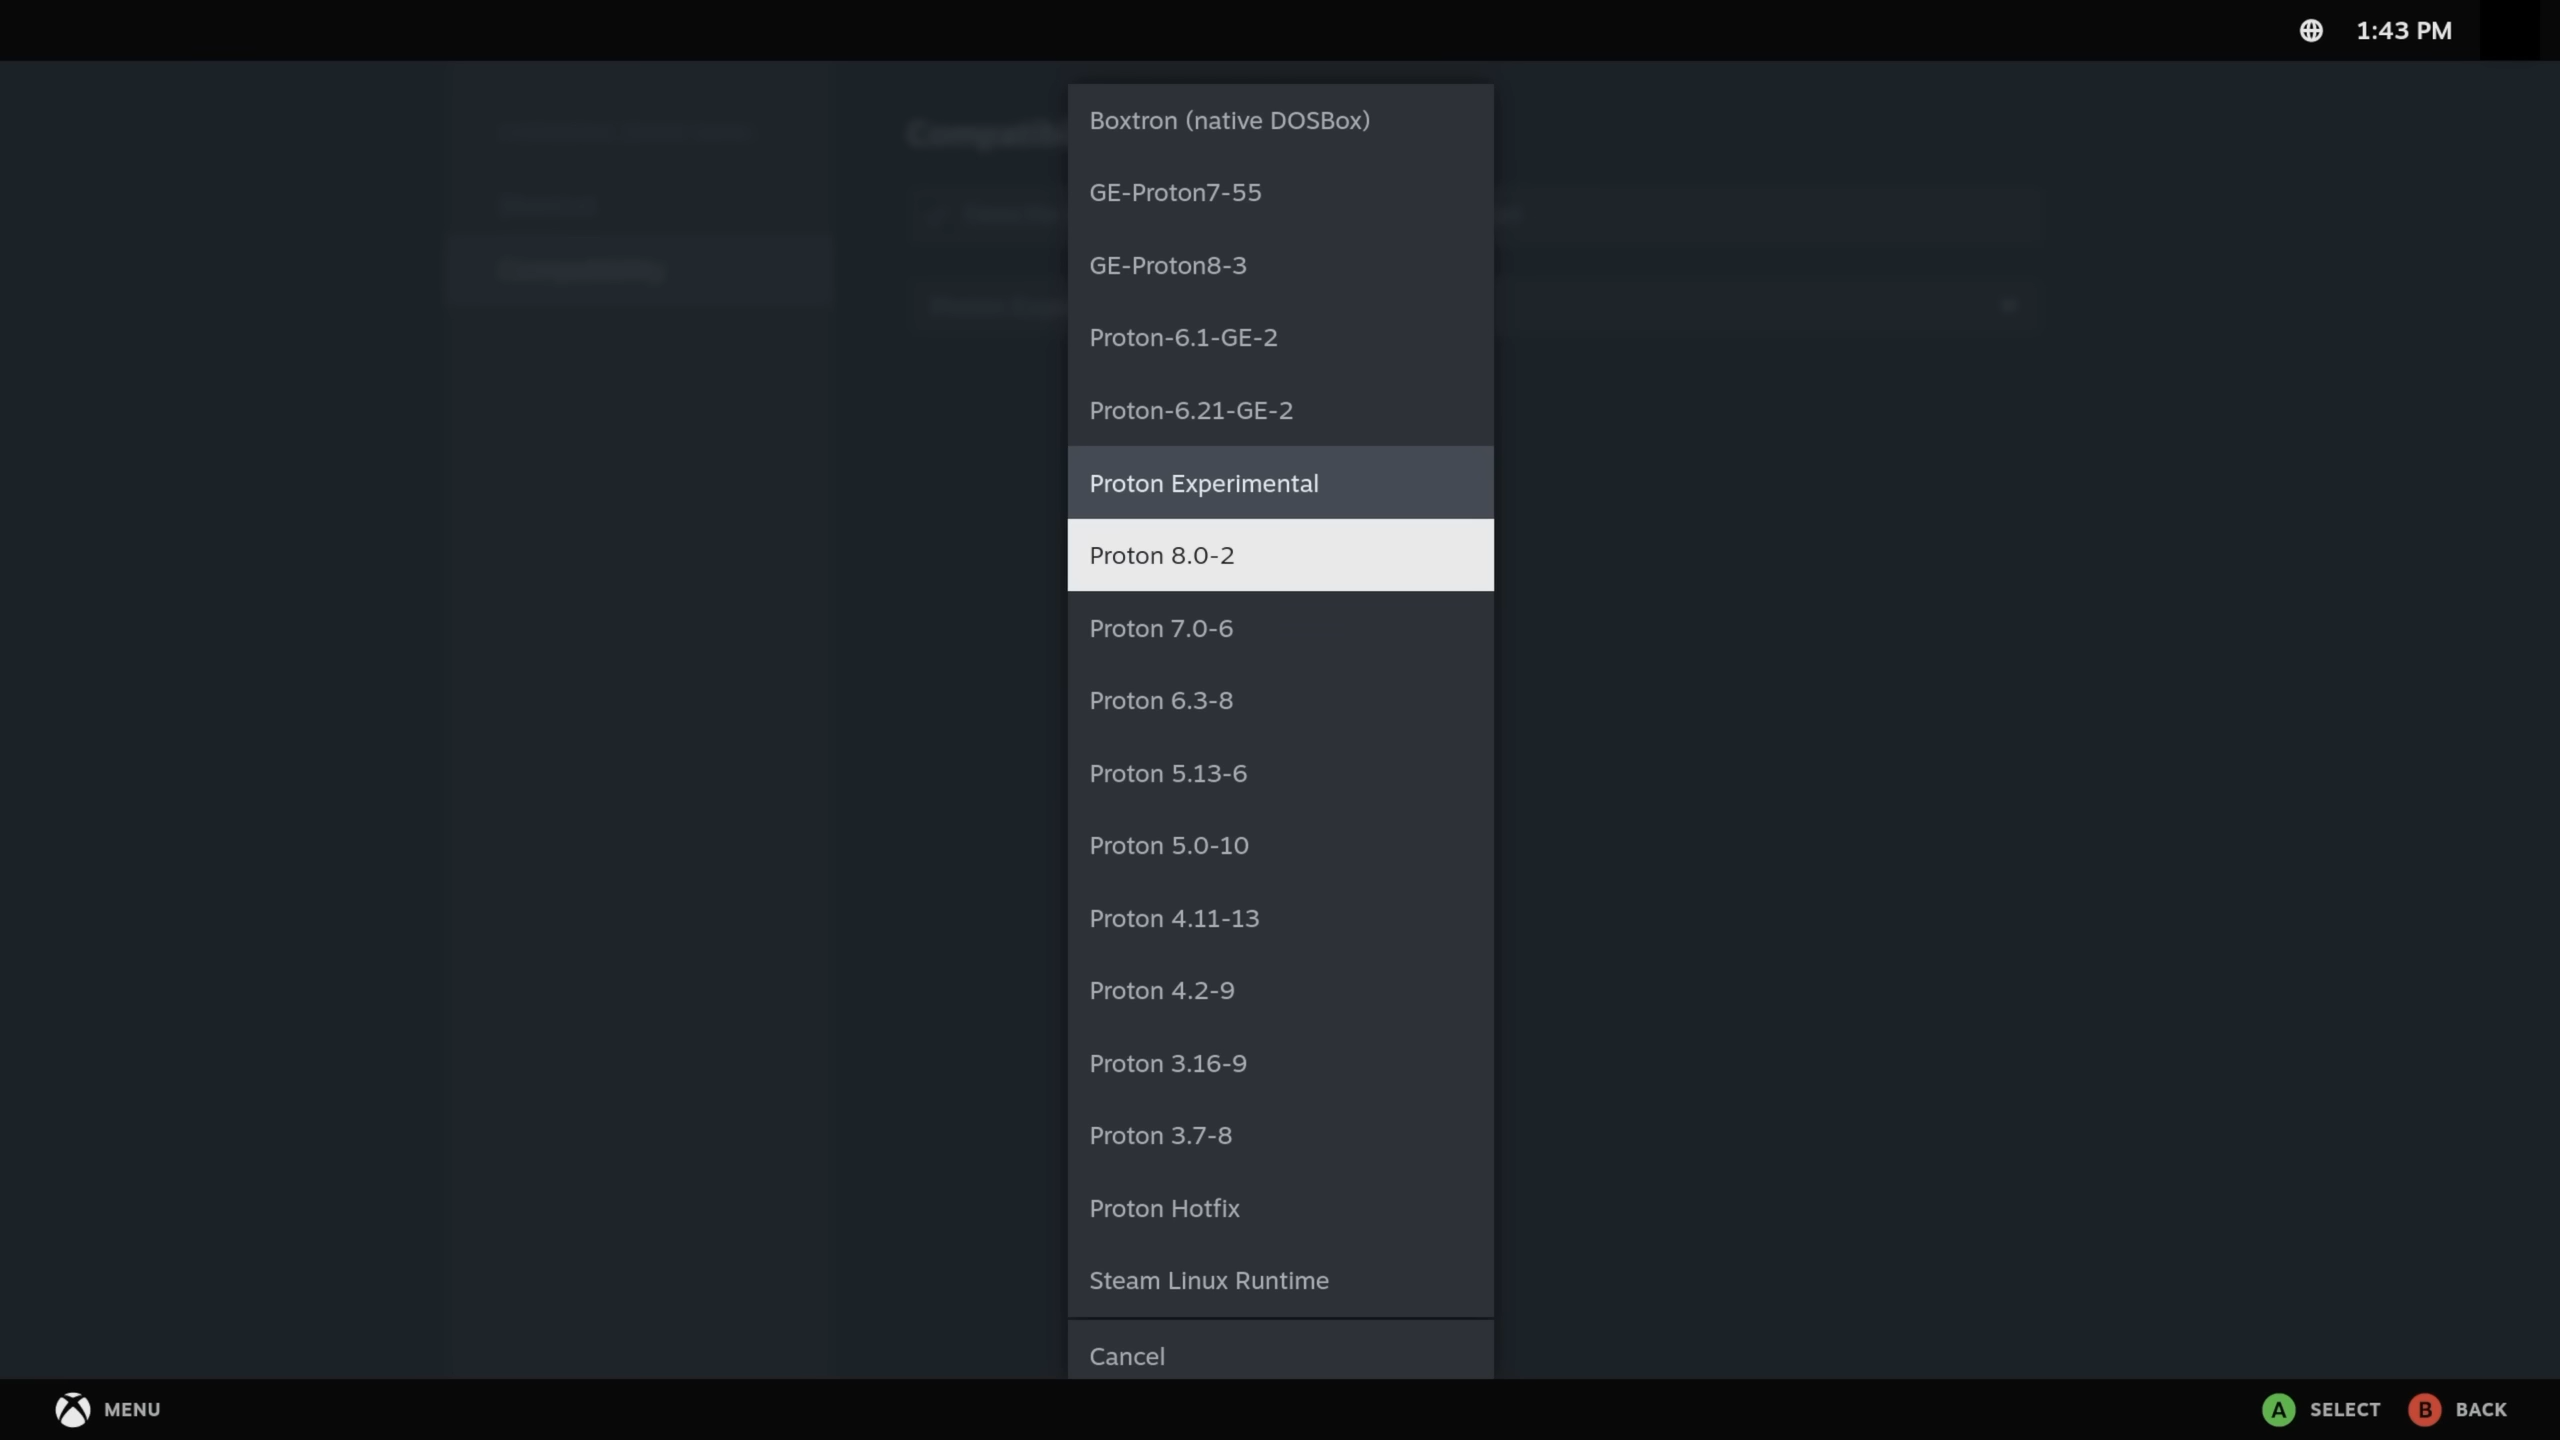 1:43 PM
Boxtron (native DOSBox)
GE-Proton7-55
GE-Proton8-3
Proton-6.1-GE-2
Proton-6.21-GE-2
Proton Experimental
Proton 8.0-2
Proton 7.0-6
Proton 6.3-8
Proton 5.13-6
Proton 5.0-10
Proton 4.11-13
Proton 4.2-9
Proton 3.16-9
Proton 3.7-8
Proton Hotfix
Steam Linux Runtime
Cancel
Compatibility
MENU
A SELECT B BACK